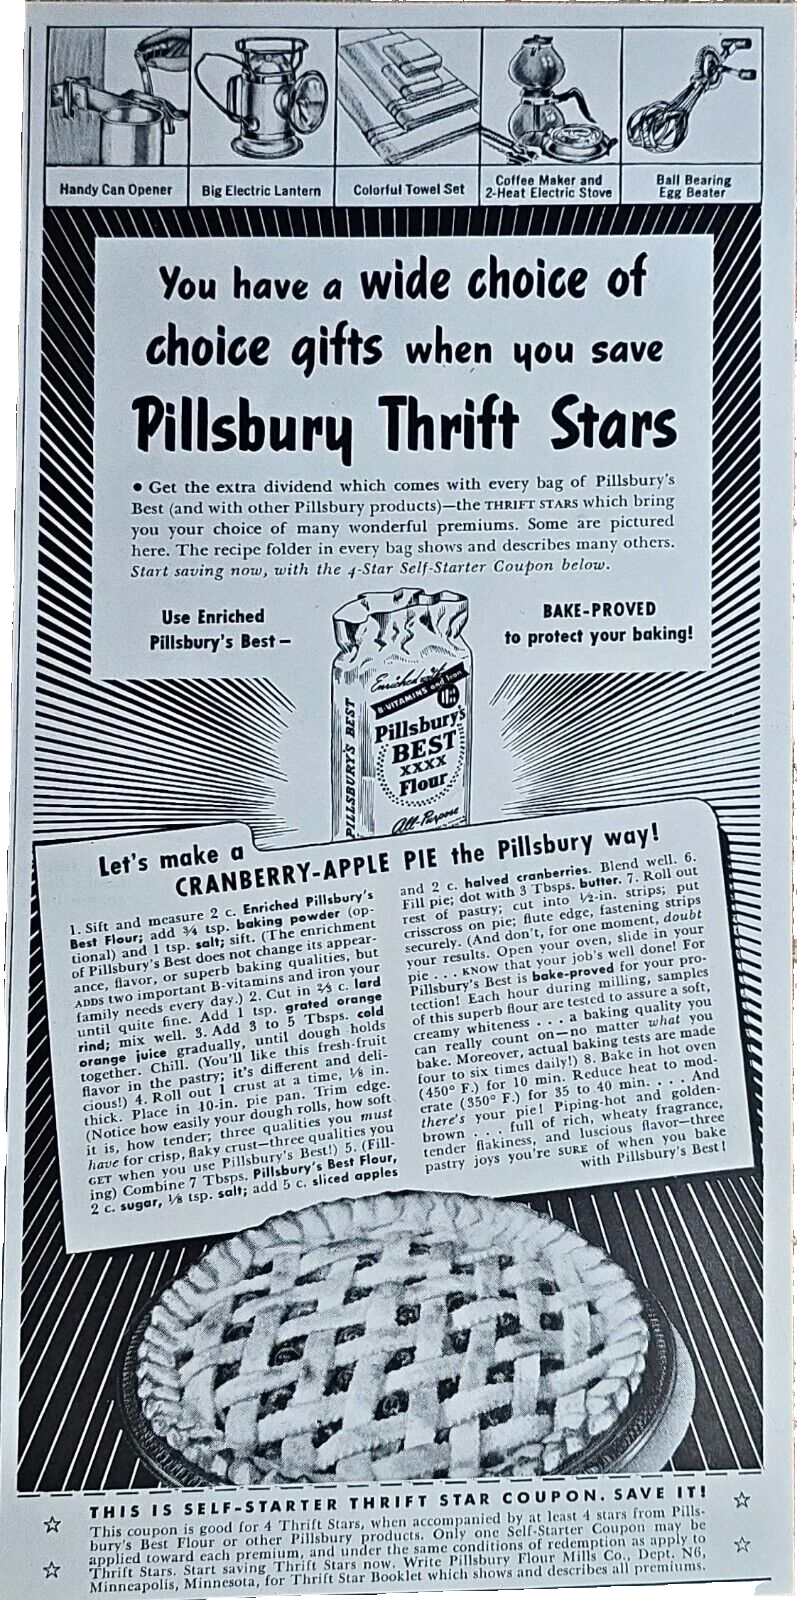 Handy Can Opener
Big Electric Lantern
Colorful Towel Set
Coffee Maker and
2-Heat Electric Stove
Ball Bearing
Egg Beater
You have a wide choice of
choice gifts when you save
Pillsbury Thrift Stars
• Get the extra dividend which comes with every bag of Pillsbury's
Best (and with other Pillsbury products)—the THRIFT STARS which bring
you your choice of many wonderful premiums. Some are pictured
here. The recipe folder in every bag shows and describes many others.
Start saving now, with the 4-Star Self-Starter Coupon below.
Use Enriched
Pillsbury's Best—
BAKE-PROVED
to protect your baking!
Enriched with
B-VITAMINS and Iron
Pillsbury's
BEST
XXXX
Flour
All-Purpose
PILLSBURY'S BEST
Let's make a
CRANBERRY-APPLE PIE the Pillsbury way!
1. Sift and measure 2 c. Enriched Pillsbury's
Best Flour; add ¾ tsp. baking powder (op-
tional) and 1 tsp. salt; sift. (The enrichment
of Pillsbury's Best does not change its appear-
ance, flavor, or superb baking qualities, but
ADDS two important B-vitamins and iron your
family needs every day.) 2. Cut in ⅔ c. lard
until quite fine. Add 1 tsp. grated orange
rind; mix well. 3. Add 3 to 5 Tbsps. cold
orange juice gradually, until dough holds
together. Chill. (You'll like this fresh-fruit
flavor in the pastry; it's different and deli-
cious!) 4. Roll out 1 crust at a time, ⅛ in.
thick. Place in 10-in. pie pan. Trim edge.
(Notice how easily your dough rolls, how soft
it is, how tender; three qualities you must
have for crisp, flaky crust—three qualities you
GET when you use Pillsbury's Best!) 5. (Fill-
ing) Combine 7 Tbsps. Pillsbury's Best Flour,
2 c. sugar, ⅛ tsp. salt; add 5 c. sliced apples
and 2 c. halved cranberries. Blend well. 6.
Fill pie; dot with 3 Tbsps. butter. 7. Roll out
rest of pastry; cut into ½-in. strips; put
crisscross on pie; flute edge, fastening strips
securely. (And don't, for one moment, doubt
your results. Open your oven, slide in your
pie . . . KNOW that your job's well done! For
Pillsbury's Best is bake-proved for your pro-
tection! Each hour during milling, samples
of this superb flour are tested to assure a soft,
creamy whiteness . . . a baking quality you
can really count on—no matter what you
bake. Moreover, actual baking tests are made
four to six times daily!) 8. Bake in hot oven
(450° F.) for 10 min. Reduce heat to mod-
erate (350° F.) for 35 to 40 min. . . . And
there's your pie! Piping-hot and golden-
brown . . . full of rich, wheaty fragrance,
tender flakiness, and luscious flavor—three
pastry joys you're SURE of when you bake
with Pillsbury's Best!
THIS IS SELF-STARTER THRIFT STAR COUPON. SAVE IT!
This coupon is good for 4 Thrift Stars, when accompanied by at least 4 stars from Pills-
bury's Best Flour or other Pillsbury products. Only one Self-Starter Coupon may be
applied toward each premium, and under the same conditions of redemption as apply to
Thrift Stars. Start saving Thrift Stars now. Write Pillsbury Flour Mills Co., Dept. N6,
Minneapolis, Minnesota, for Thrift Star Booklet which shows and describes all premiums.